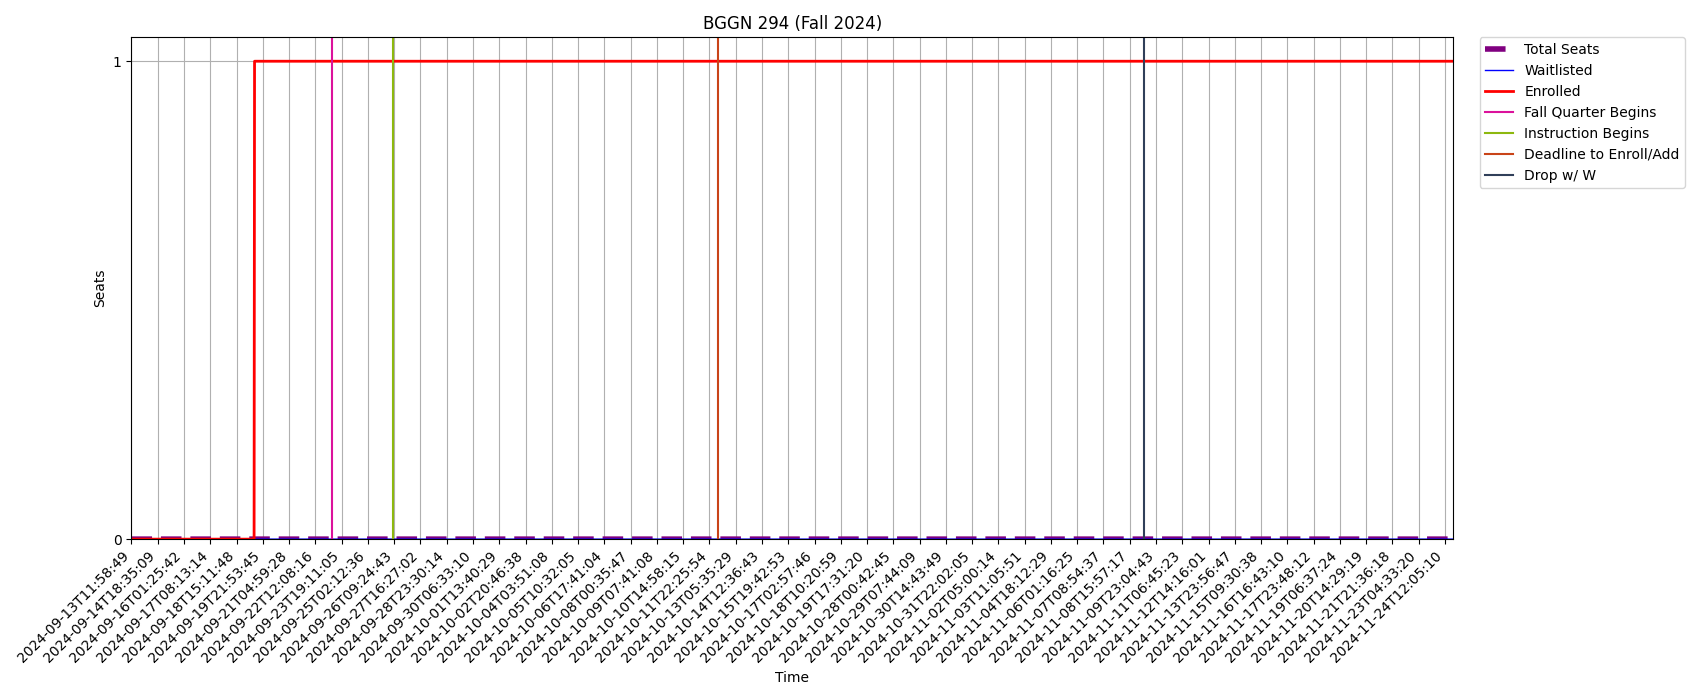 BGGN 294 (Fall 2024)
Total Seats
Waitlisted
Enrolled
Fall Quarter Begins
Instruction Begins
Deadline to Enroll/Add
Drop w/ W
Seats
1
0
2024-09-13T11:58:49
2024-09-14T18:35:09
2024-09-16T01:25:42
2024-09-17T08:13:14
2024-09-18T15:11:48
2024-09-19T21:53:45
2024-09-21T04:59:28
2024-09-22T12:08:16
2024-09-23T19:11:05
2024-09-25T02:12:36
2024-09-26T09:24:43
2024-09-27T16:27:02
2024-09-28T23:30:14
2024-09-30T06:33:10
2024-10-01T13:40:29
2024-10-02T20:46:38
2024-10-04T03:51:08
2024-10-05T10:32:05
2024-10-06T17:41:04
2024-10-08T00:35:47
2024-10-09T07:41:08
2024-10-10T14:58:15
2024-10-11T22:25:54
2024-10-13T05:35:29
2024-10-14T12:36:43
2024-10-15T19:42:53
2024-10-17T02:57:46
2024-10-18T10:20:59
2024-10-19T17:31:20
2024-10-28T00:42:45
2024-10-29T07:44:09
2024-10-30T14:43:49
2024-10-31T22:02:05
2024-11-02T05:00:14
2024-11-03T11:05:51
2024-11-04T18:12:29
2024-11-06T01:16:25
2024-11-07T08:54:37
2024-11-08T15:57:17
2024-11-09T23:04:43
2024-11-11T06:45:23
2024-11-12T14:16:01
2024-11-13T23:56:47
2024-11-15T09:30:38
2024-11-16T16:43:10
2024-11-17T23:48:12
2024-11-19T06:37:24
2024-11-20T14:29:19
2024-11-21T21:36:18
2024-11-23T04:33:20
2024-11-24T12:05:10
Time